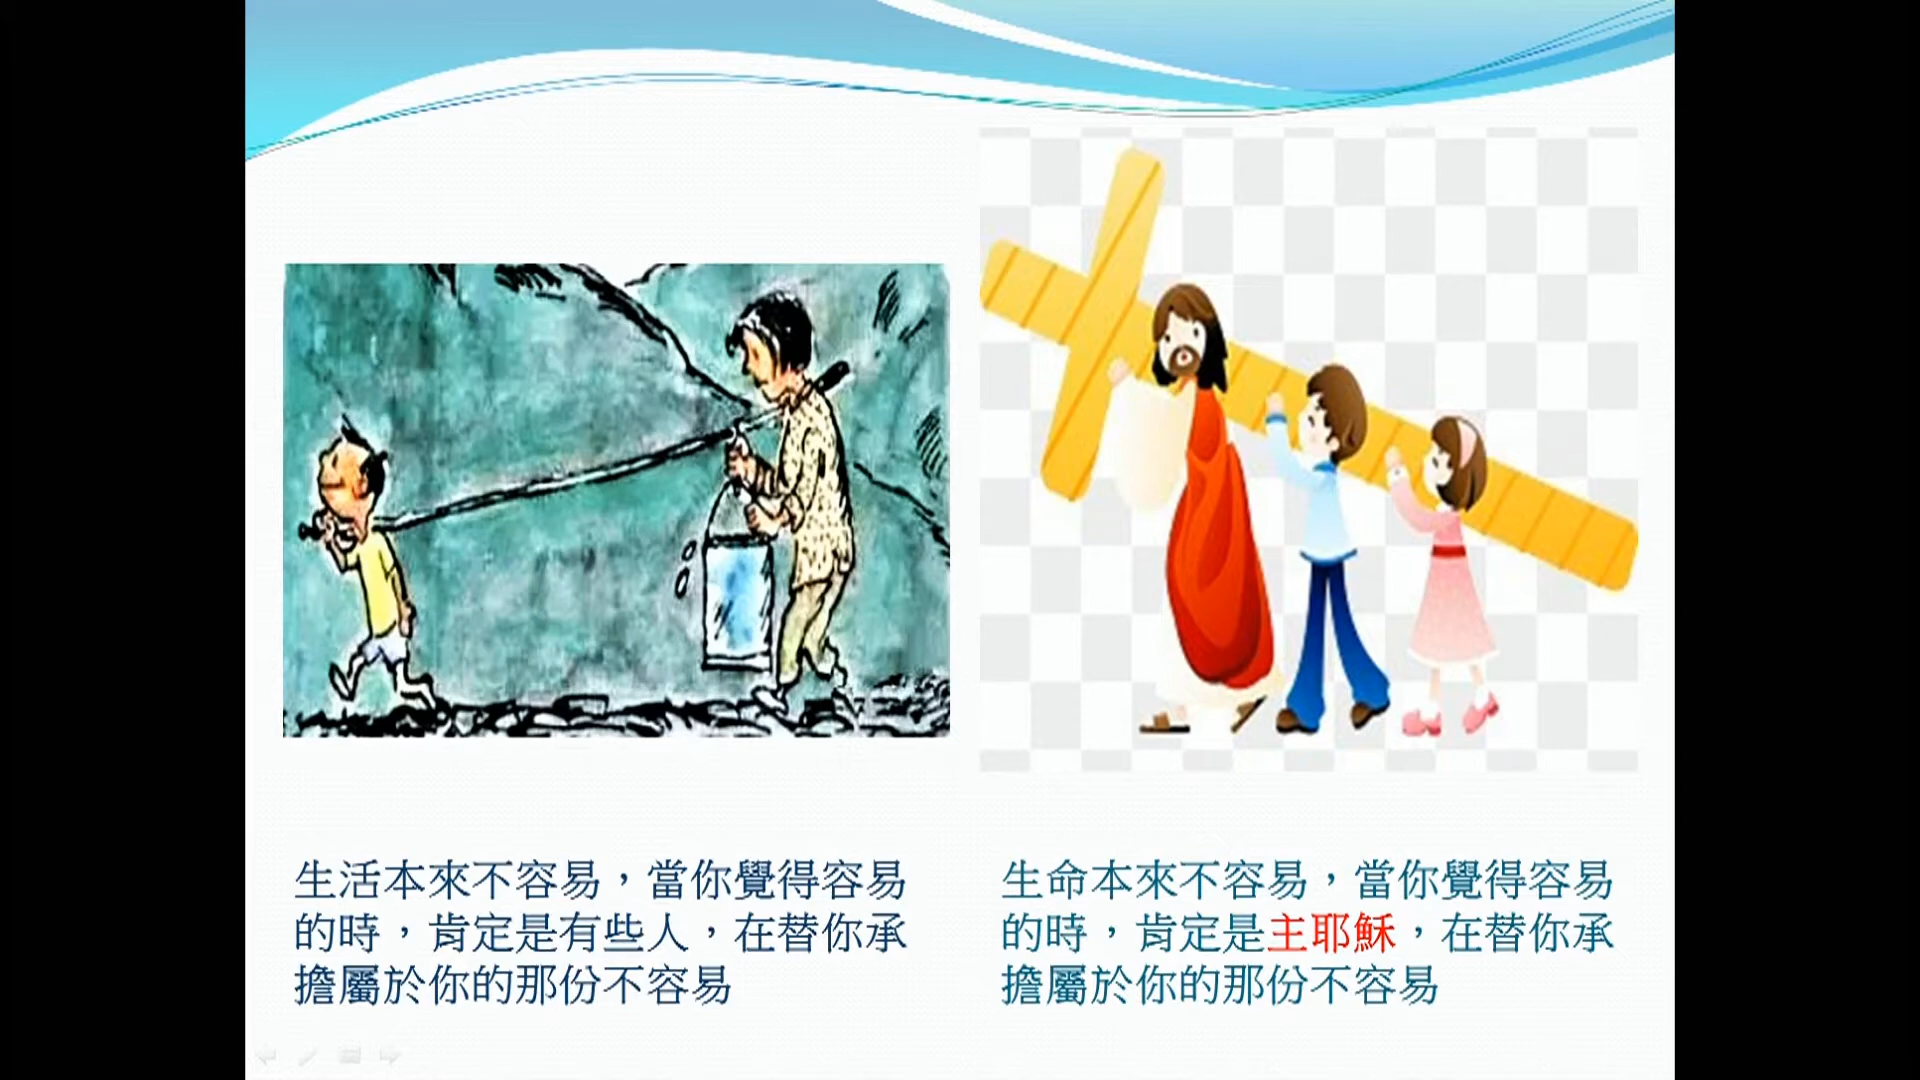 生活本來不容易，當你覺得容易
的時，肯定是有些人，在替你承
擔屬於你的那份不容易
生命本來不容易，當你覺得容易
的時，肯定是主耶穌，在替你承
擔屬於你的那份不容易